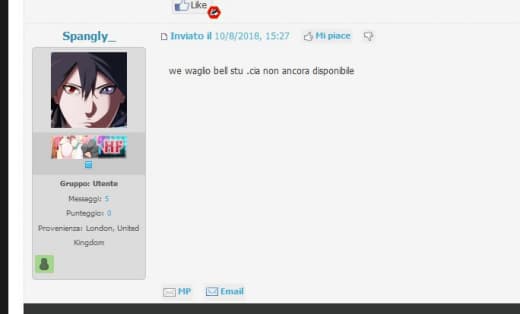 Like
Spangly_
Inviato il 10/8/2018, 15:27
Mi piace
we waglio bell stu .cia non ancora disponibile
HF
Gruppo: Utente
Messaggi: 5
Punteggio: 0
Provenienza: London, United
Kingdom
MP
Email